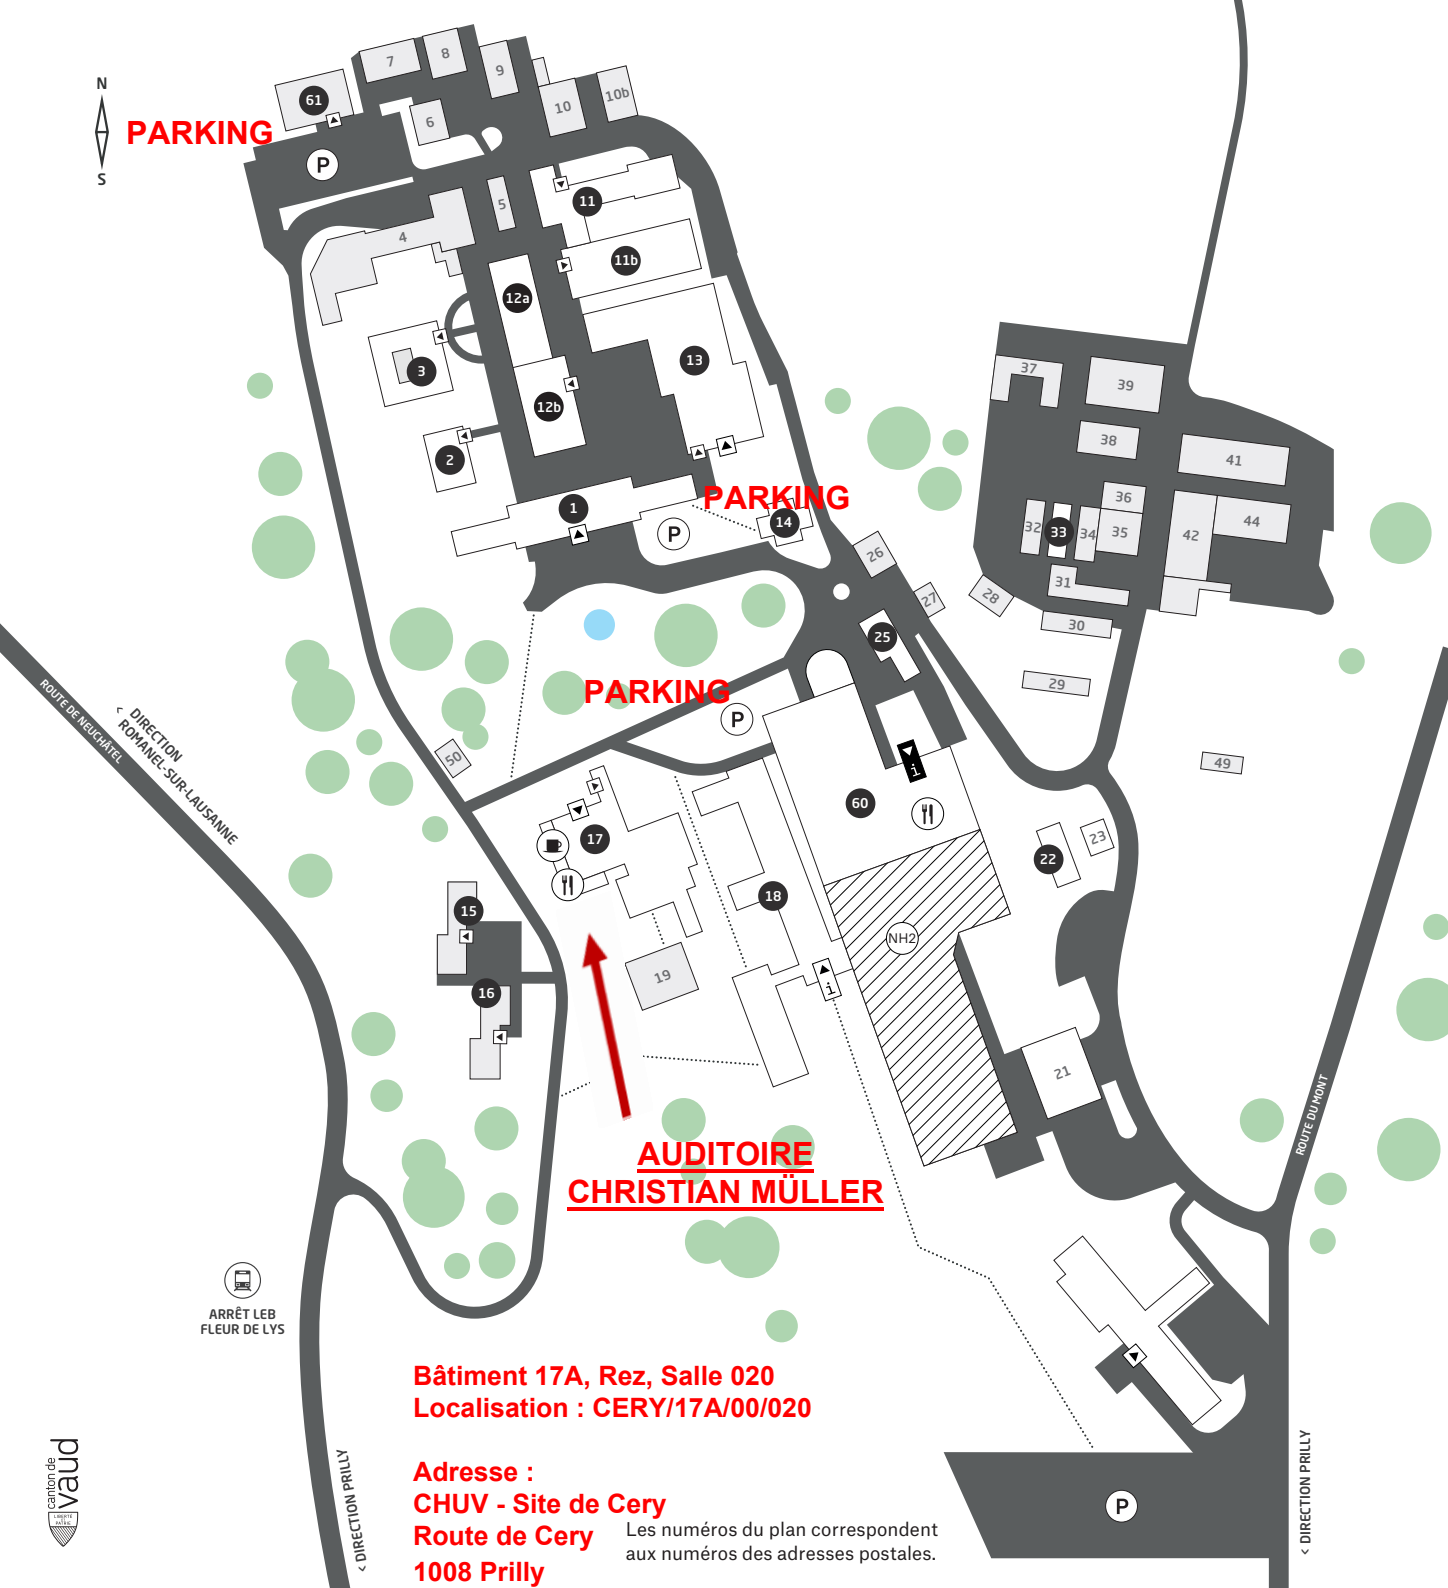 7
8
9
10
10b
61
6
N
S
PARKING
P
11
5
4
11b
12a
13
3
12b
2
1
PARKING
14
P
37
39
38
41
36
32
33
34
35
42
44
31
28
30
29
49
26
27
25
PARKING
P
ROUTE DE NEUCHÂTEL
< DIRECTION
ROMANEL-SUR-LAUSANNE
50
i
60
17
22
23
18
15
NH2
19
16
i
21
ROUTE DU MONT
AUDITOIRE
CHRISTIAN MÜLLER
ARRÊT LEB
FLEUR DE LYS
Bâtiment 17A, Rez, Salle 020
Localisation : CERY/17A/00/020
Adresse :
CHUV - Site de Cery
Route de Cery
1008 Prilly
Les numéros du plan correspondent
aux numéros des adresses postales.
< DIRECTION PRILLY
P
< DIRECTION PRILLY
canton de
vaud
LIBERTÉ
ET
PATRIE